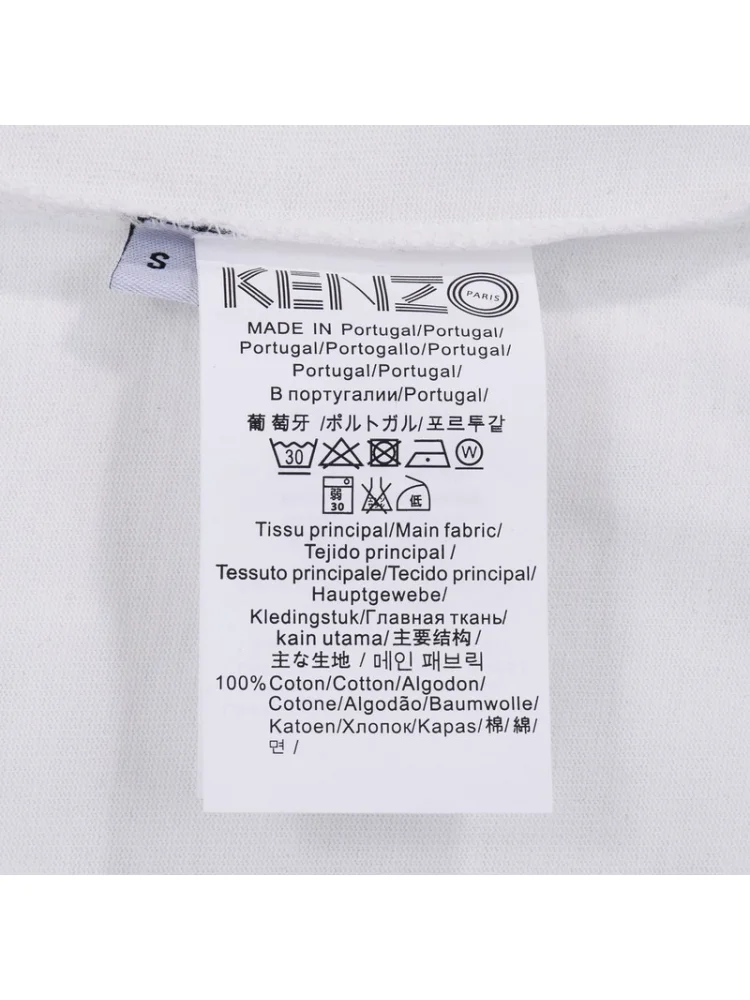 S
KENZO
PARIS
MADE IN Portugal/Portugal/
Portugal/Portogallo/Portugal/
Portugal/Portugal/
В португалии/Portugal/
葡萄牙 /ポルトガル/포르투갈
30 W
弱 低
30
Tissu principal/Main fabric/
Tejido principal /
Tessuto principale/Tecido principal/
Hauptgewebe/
Kledingstuk/Главная ткань/
kain utama/主要结构/
主な生地 / 메인 패브릭
100% Coton/Cotton/Algodon/
Cotone/Algodão/Baumwolle/
Katoen/Хлопок/Kapas/棉/綿/
면 /